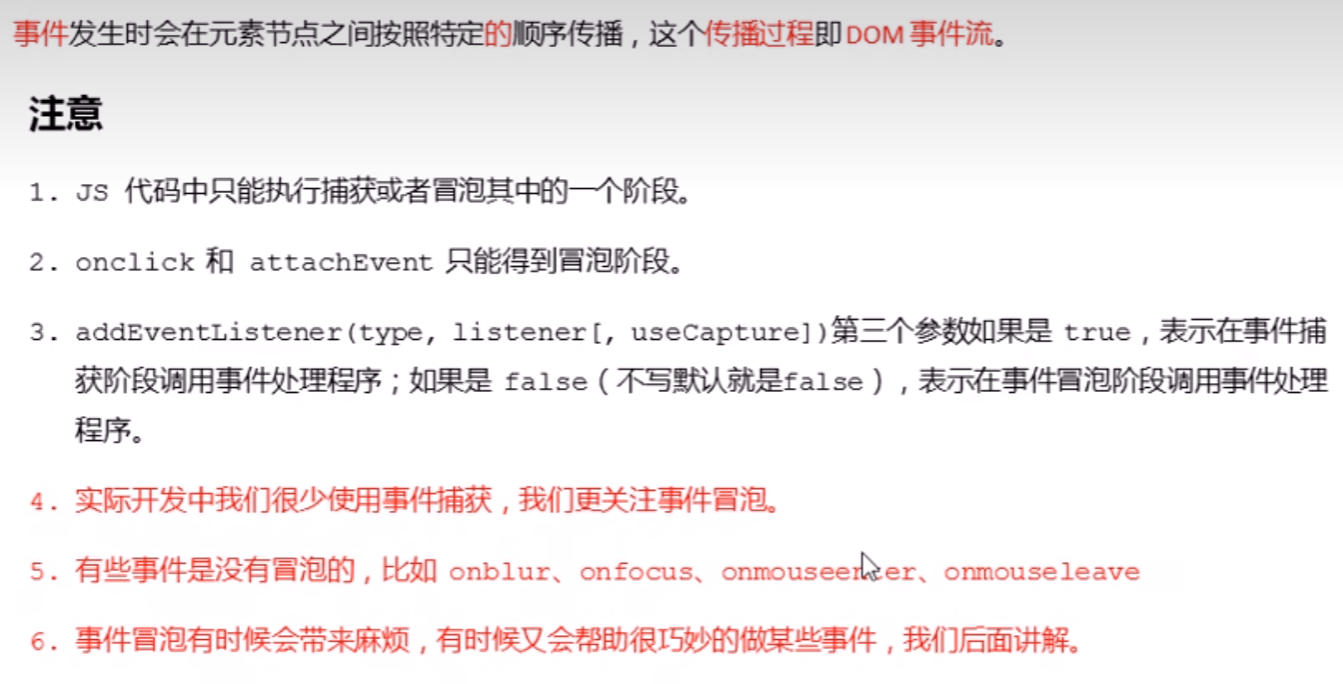 事件发生时会在元素节点之间按照特定的顺序传播，这个传播过程即DOM 事件流。
注意
1. JS 代码中只能执行捕获或者冒泡其中的一个阶段。
2. onclick 和 attachEvent 只能得到冒泡阶段。
3. addEventListener(type, listener[, useCapture])第三个参数如果是 true，表示在事件捕
获阶段调用事件处理程序；如果是 false（不写默认就是false），表示在事件冒泡阶段调用事件处理
程序。
4. 实际开发中我们很少使用事件捕获，我们更关注事件冒泡。
5. 有些事件是没有冒泡的，比如 onblur、onfocus、onmouseenter、onmouseleave
6. 事件冒泡有时候会带来麻烦，有时候又会帮助很巧妙的做某些事件，我们后面讲解。